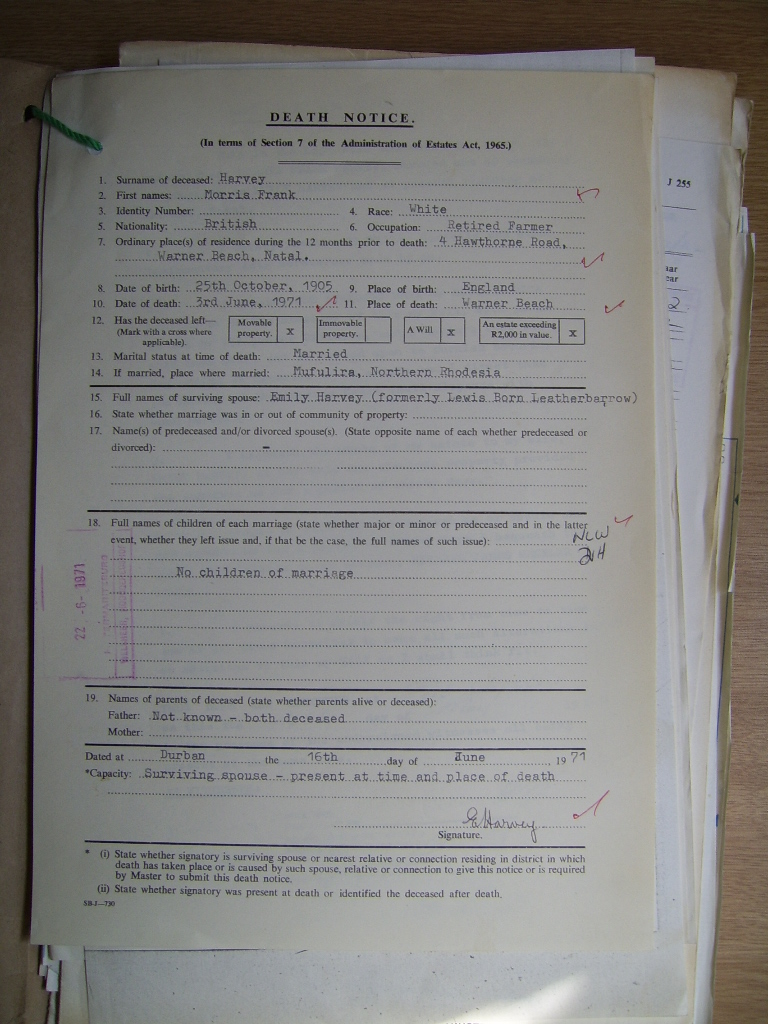 DEATH NOTICE.
(In terms of Section 7 of the Administration of Estates Act, 1965.)
1. Surname of deceased: Harvey
2. First names: Morris Frank
3. Identity Number: 4. Race: White
5. Nationality: British 6. Occupation: Retired Farmer
7. Ordinary place(s) of residence during the 12 months prior to death: 4 Hawthorne Road,
Warner Beach, Natal.
8. Date of birth: 25th October, 1905 9. Place of birth: England
10. Date of death: 3rd June, 1971 11. Place of death: Warner Beach
12. Has the deceased left—
(Mark with a cross where
applicable).
Movable
property. x
Immovable
property.
A Will x
An estate exceeding
R2,000 in value. x
13. Marital status at time of death: Married
14. If married, place where married: Mufulira, Northern Rhodesia
15. Full names of surviving spouse: Emily Harvey (formerly Lewis Born Leatherbarrow)
16. State whether marriage was in or out of community of property:
17. Name(s) of predeceased and/or divorced spouse(s). (State opposite name of each whether predeceased or
divorced): -
18. Full names of children of each marriage (state whether major or minor or predeceased and in the latter
event, whether they left issue and, if that be the case, the full names of such issue):
NLW
No children of marriage
22 -6- 1971
19. Names of parents of deceased (state whether parents alive or deceased):
Father: Not known - both deceased
Mother:
Dated at Durban the 16th day of June 1971
*Capacity: Surviving spouse - present at time and place of death
EHarvey
Signature.
* (i) State whether signatory is surviving spouse or nearest relative or connection residing in district in which
death has taken place or is caused by such spouse, relative or connection to give this notice or is required
by Master to submit this death notice.
(ii) State whether signatory was present at death or identified the deceased after death.
SB-J—730
J 255